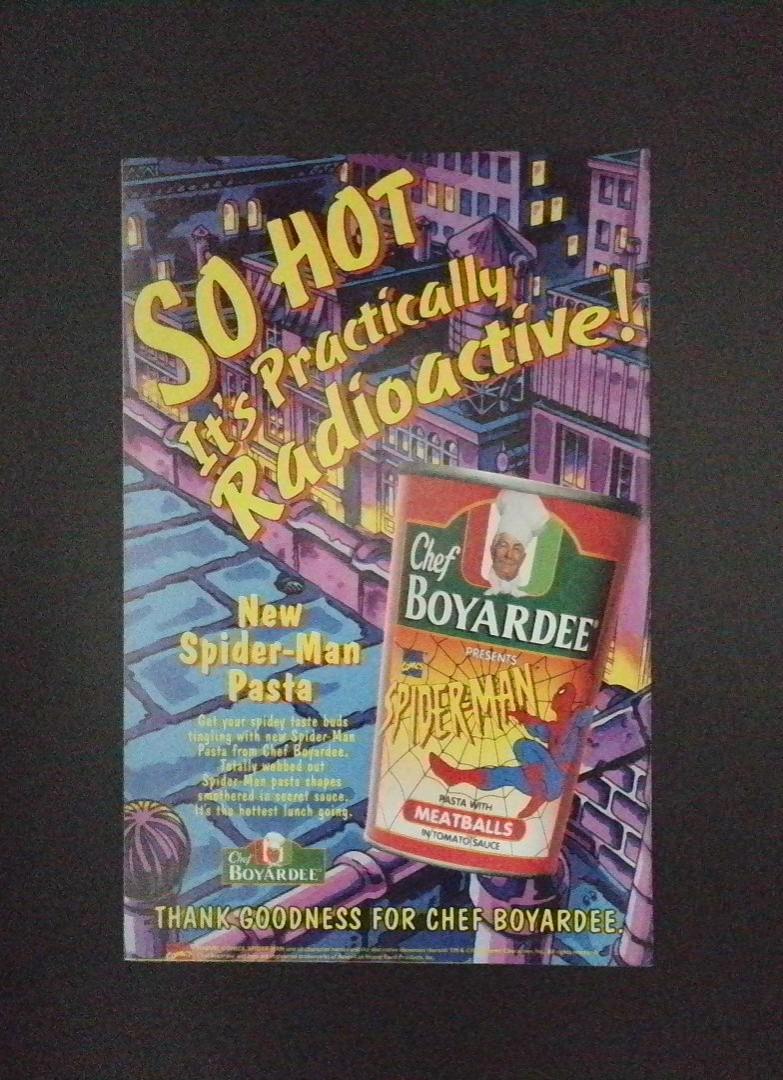 SO HOT
It's Practically
Radioactive!
Chef
BOYARDEE
PRESENTS
COMICS
SPIDER-MAN
PASTA WITH
MEATBALLS
IN TOMATO SAUCE
New
Spider-Man
Pasta
Get your spidey taste buds
tingling with new Spider-Man
Pasta from Chef Boyardee.
Totally webbed out
Spider-Man pasta shapes
smothered in secret sauce.
It's the hottest lunch going.
Chef
BOYARDEE
THANK GOODNESS FOR CHEF BOYARDEE.